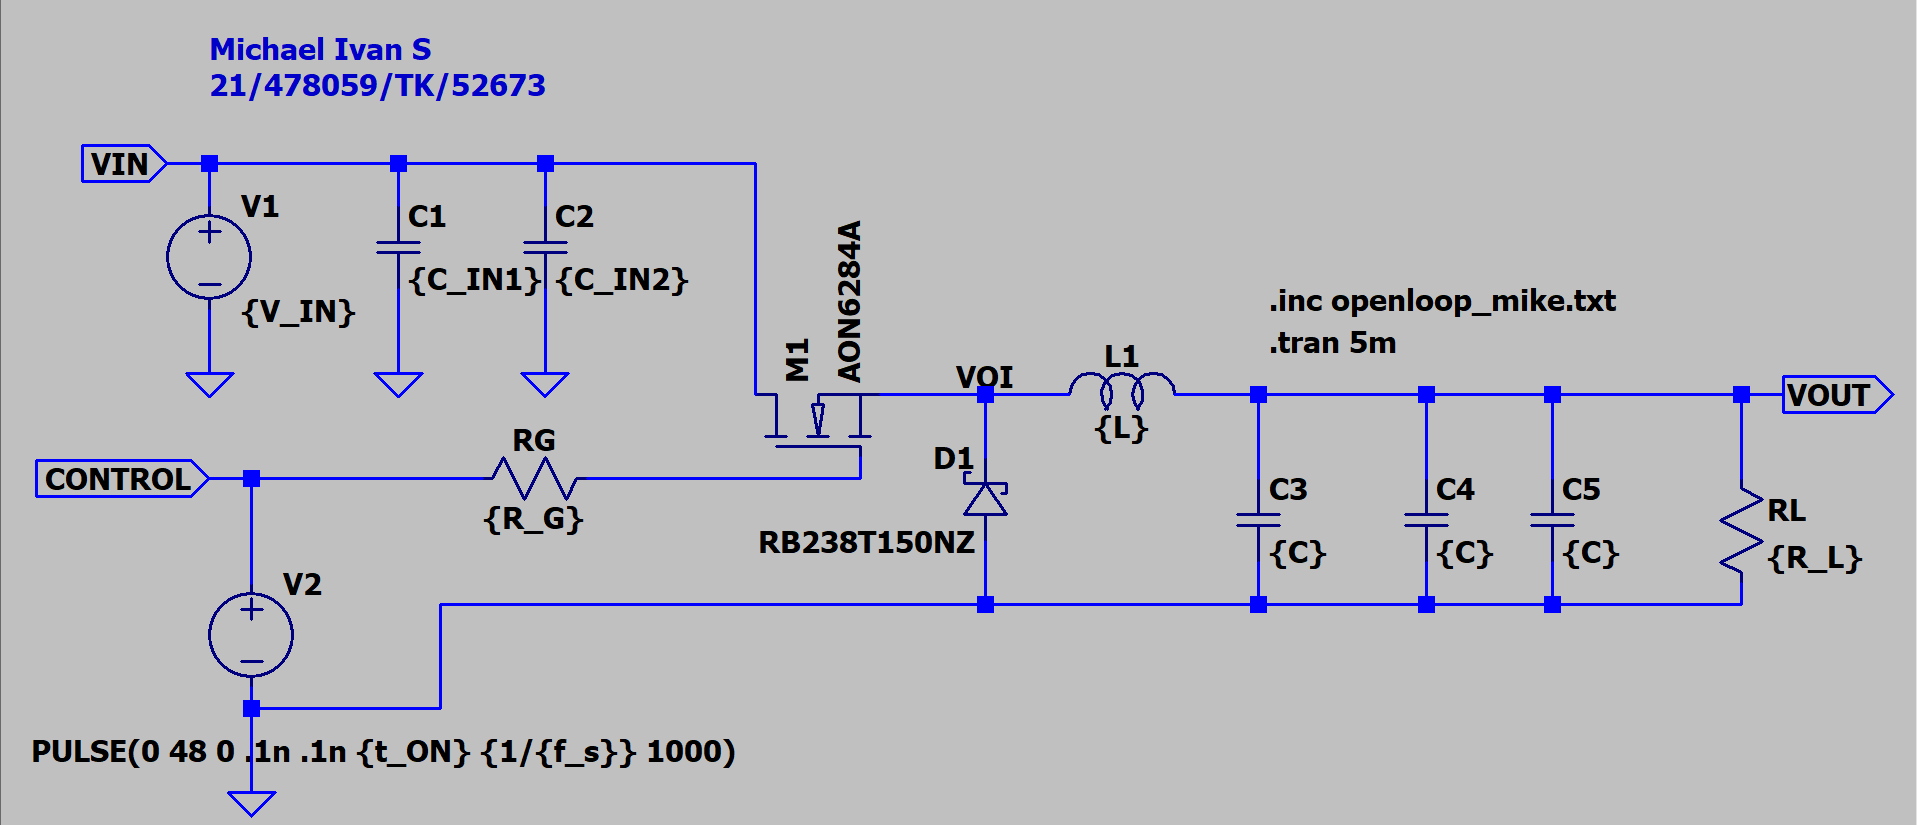 Michael Ivan S
21/478059/TK/52673
VIN
V1
{V_IN}
C1
{C_IN1}
C2
{C_IN2}
M1
AON6284A
.inc openloop_mike.txt
.tran 5m
VOI
L1
{L}
VOUT
CONTROL
RG
{R_G}
D1
RB238T150NZ
C3
{C}
C4
{C}
C5
{C}
RL
{R_L}
V2
PULSE(0 48 0 .1n .1n {t_ON} {1/{f_s}} 1000)